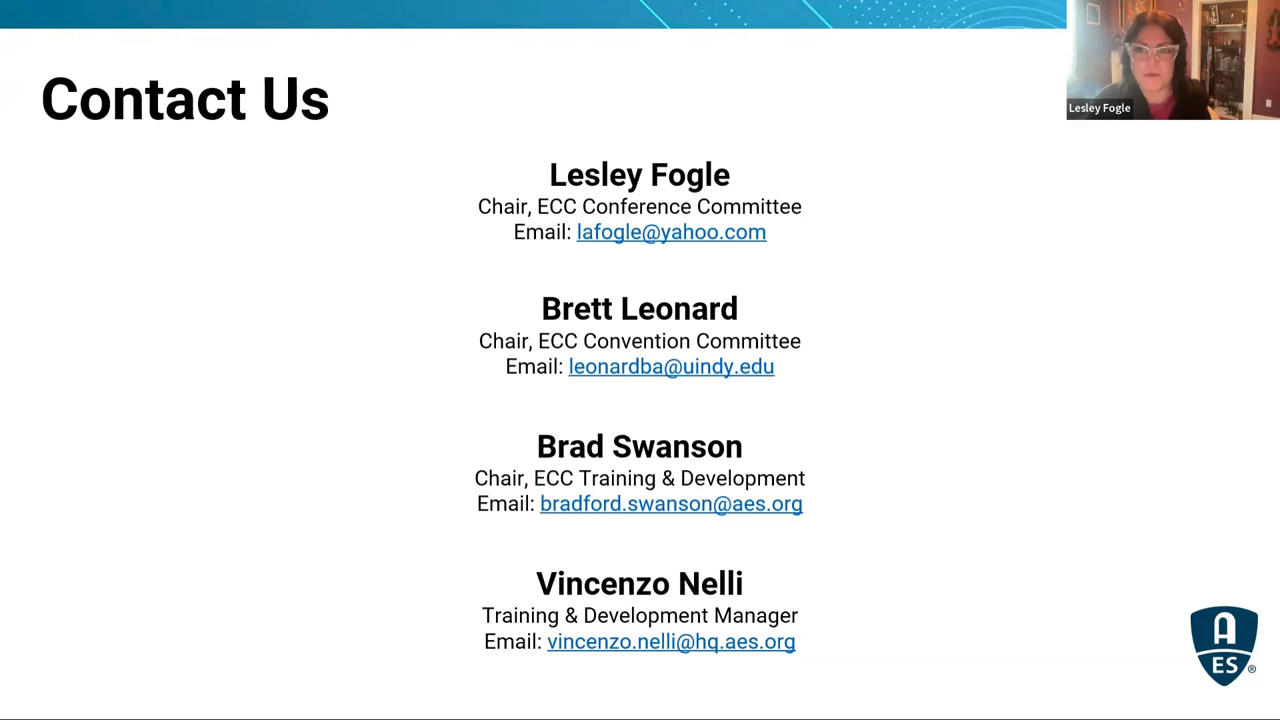 Contact Us
Lesley Fogle
Lesley Fogle
Chair, ECC Conference Committee
Email: lafogle@yahoo.com
Brett Leonard
Chair, ECC Convention Committee
Email: leonardba@uindy.edu
Brad Swanson
Chair, ECC Training & Development
Email: bradford.swanson@aes.org
Vincenzo Nelli
Training & Development Manager
Email: vincenzo.nelli@hq.aes.org
A
ES®